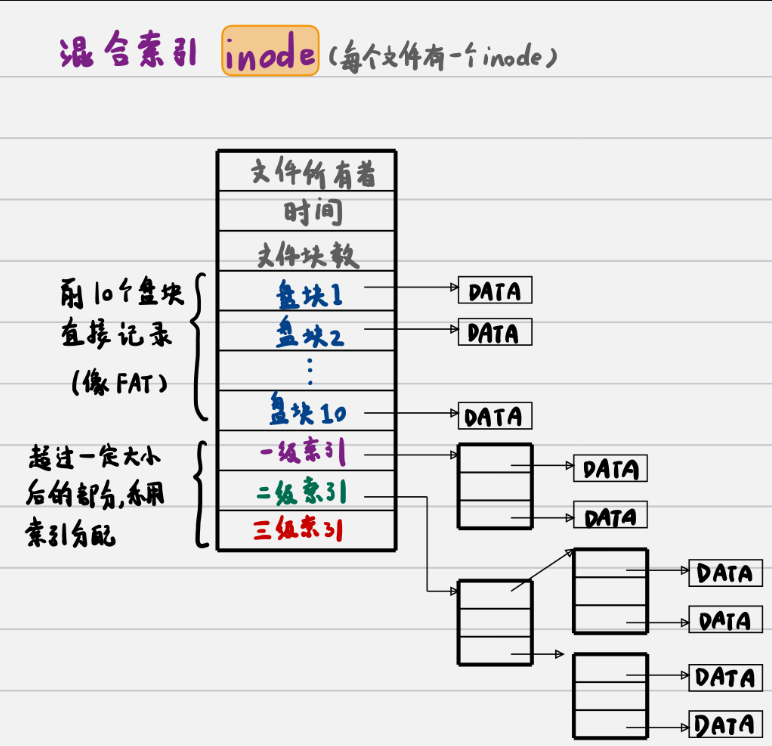 混合索引 inode (每个文件有一个inode)
文件所有者
时间
文件块数
前10个盘块
直接记录
(像FAT)
盘块1
盘块2
⋮
盘块10
DATA
DATA
DATA
超过一定大小
后的部分,采用
索引分配
一级索引
二级索引
三级索引
DATA
DATA
DATA
DATA
DATA
DATA